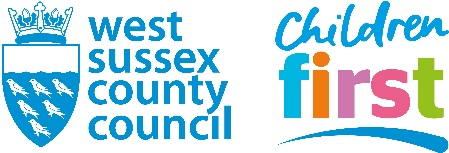 west
sussex
county
council
Children
first